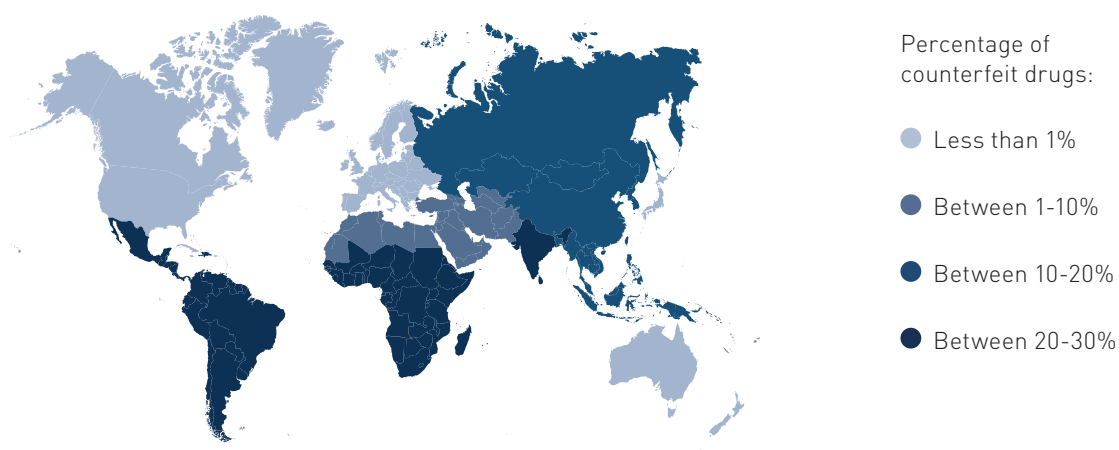 Percentage of
counterfeit drugs:
Less than 1%
Between 1-10%
Between 10-20%
Between 20-30%